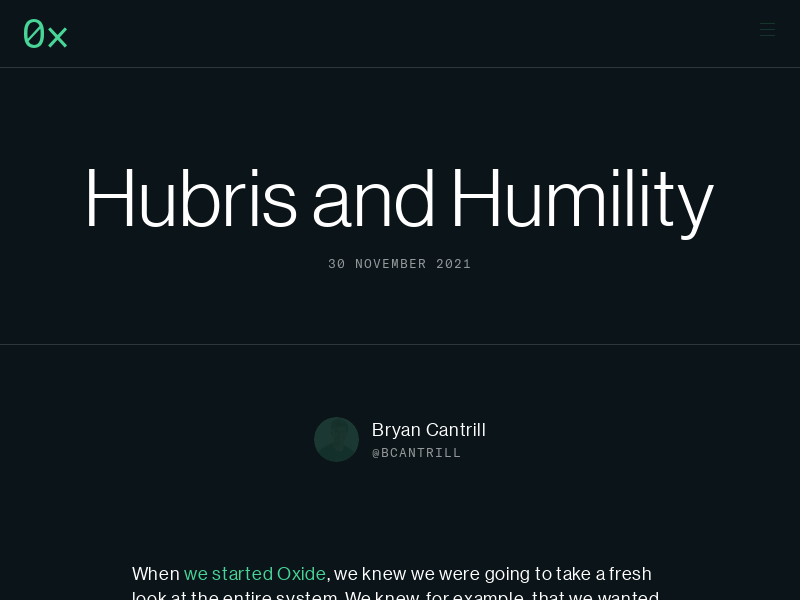 0x
Hubris and Humility
30 NOVEMBER 2021
Bryan Cantrill
@BCANTRILL
When we started Oxide, we knew we were going to take a fresh
look at the entire system. We knew, for example, that we wanted